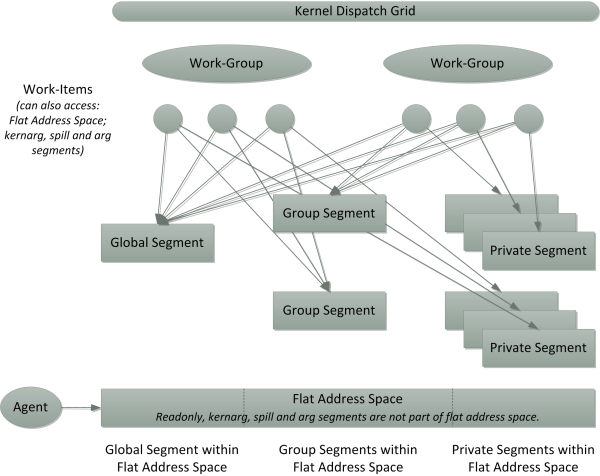 Kernel Dispatch Grid
Work-Group
Work-Group
Work-Items
(can also access:
Flat Address Space;
kernarg, spill and arg
segments)
Group Segment
Global Segment
Private Segment
Group Segment
Private Segment
Agent
Flat Address Space
Readonly, kernarg, spill and arg segments are not part of flat address space.
Global Segment within
Flat Address Space
Group Segments within
Flat Address Space
Private Segments within
Flat Address Space